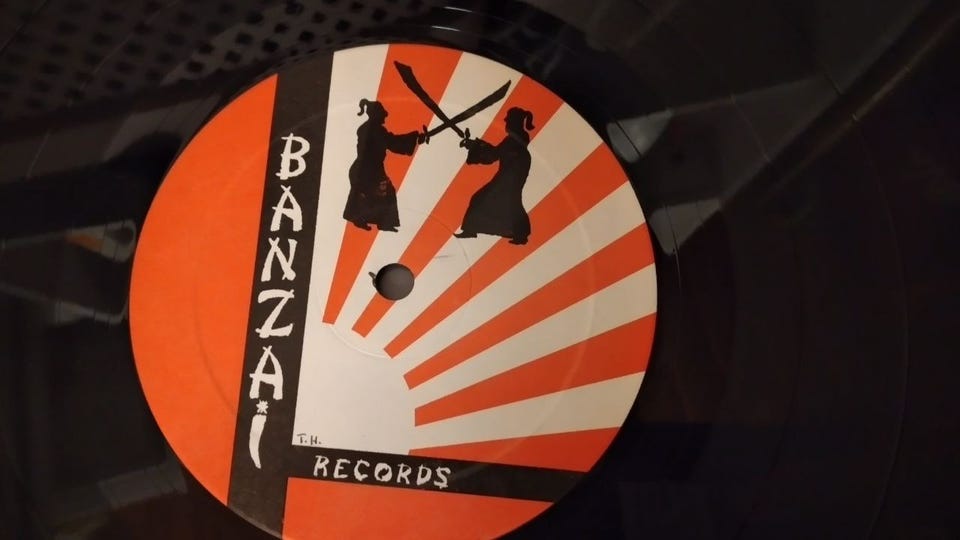 BANZAI
T.H.
RECORDS